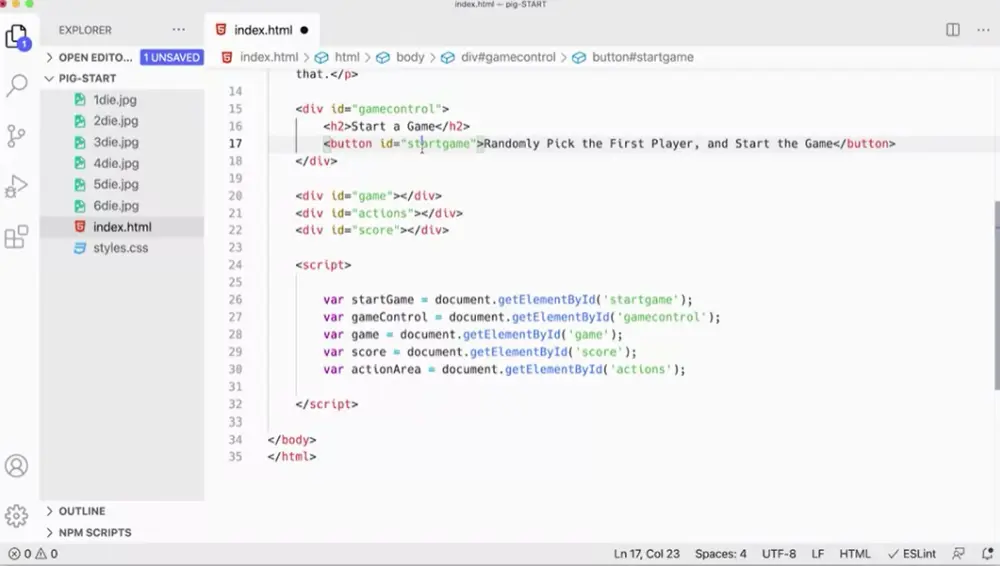 index.html — pig-START
EXPLORER ···
index.html ●
OPEN EDITO... 1 UNSAVED
index.html > html > body > div#gamecontrol > button#startgame
PIG-START
1die.jpg
2die.jpg
3die.jpg
4die.jpg
5die.jpg
6die.jpg
index.html
styles.css
OUTLINE
NPM SCRIPTS
1
that.</p>
14
15 <div id="gamecontrol">
16 <h2>Start a Game</h2>
17 <button id="startgame">Randomly Pick the First Player, and Start the Game</button>
18 </div>
19
20 <div id="game"></div>
21 <div id="actions"></div>
22 <div id="score"></div>
23
24 <script>
25
26 var startGame = document.getElementById('startgame');
27 var gameControl = document.getElementById('gamecontrol');
28 var game = document.getElementById('game');
29 var score = document.getElementById('score');
30 var actionArea = document.getElementById('actions');
31
32 </script>
33
34 </body>
35 </html>
0 0 Ln 17, Col 23 Spaces: 4 UTF-8 LF HTML ESLint